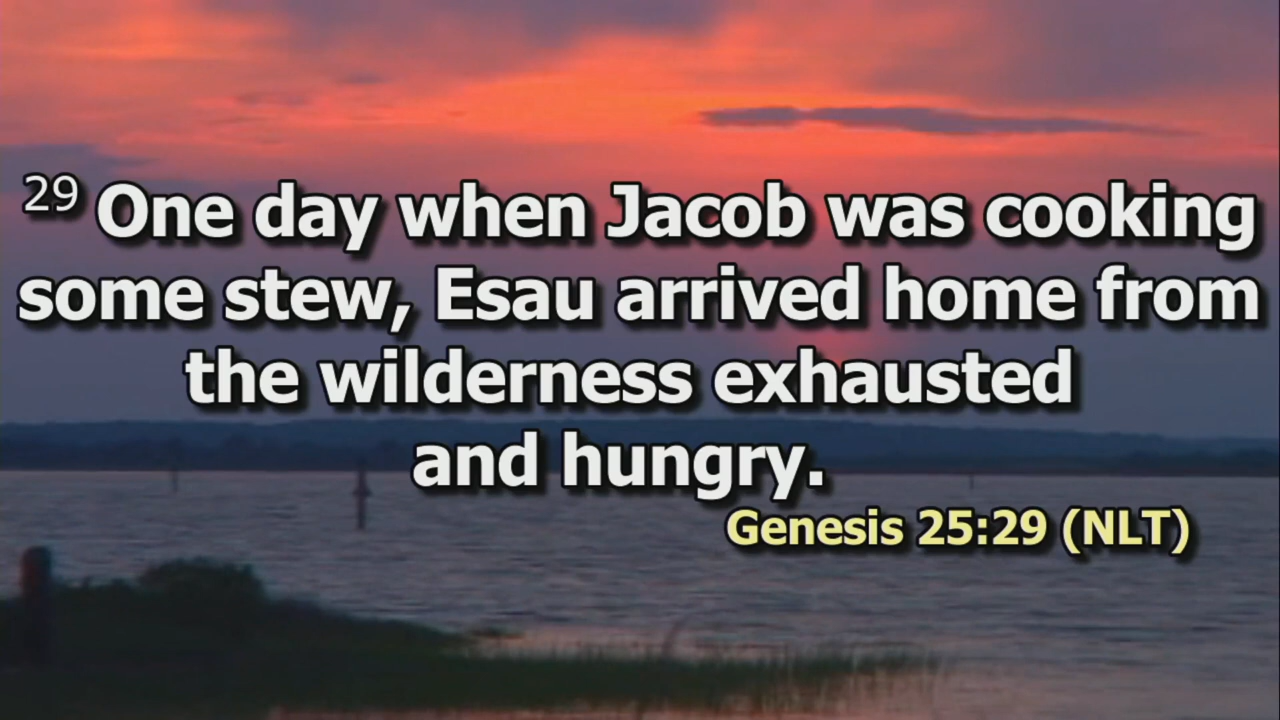 29 One day when Jacob was cooking
some stew, Esau arrived home from
the wilderness exhausted
and hungry.
Genesis 25:29 (NLT)